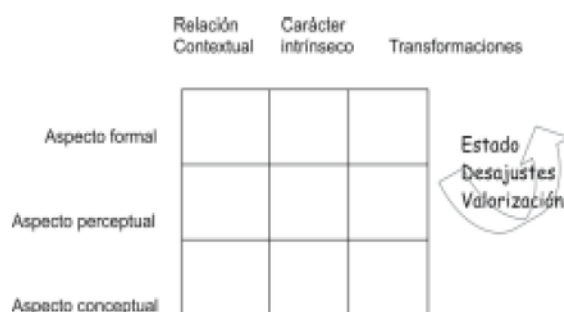 Relación
Contextual
Carácter
intrínseco
Transformaciones
Aspecto formal
Aspecto perceptual
Aspecto conceptual
Estado
Desajustes
Valorización